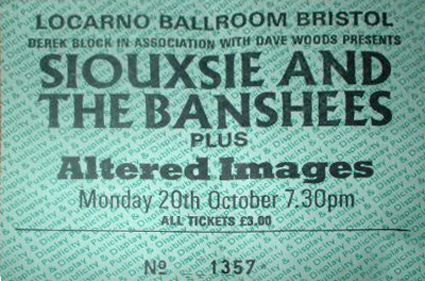 LOCARNO BALLROOM BRISTOL
DEREK BLOCK IN ASSOCIATION WITH DAVE WOODS PRESENTS
SIOUXSIE AND
THE BANSHEES
PLUS
Altered Images
Monday 20th October 7.30pm
ALL TICKETS £3.00
Nº 1357